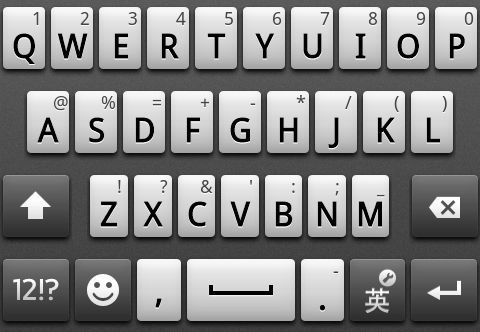 1 2 3 4 5 6 7 8 9 0
Q W E R T Y U I O P
@ % = + - * / ( )
A S D F G H J K L
! ? & ' : ; _
Z X C V B N M
12!? , . - 英